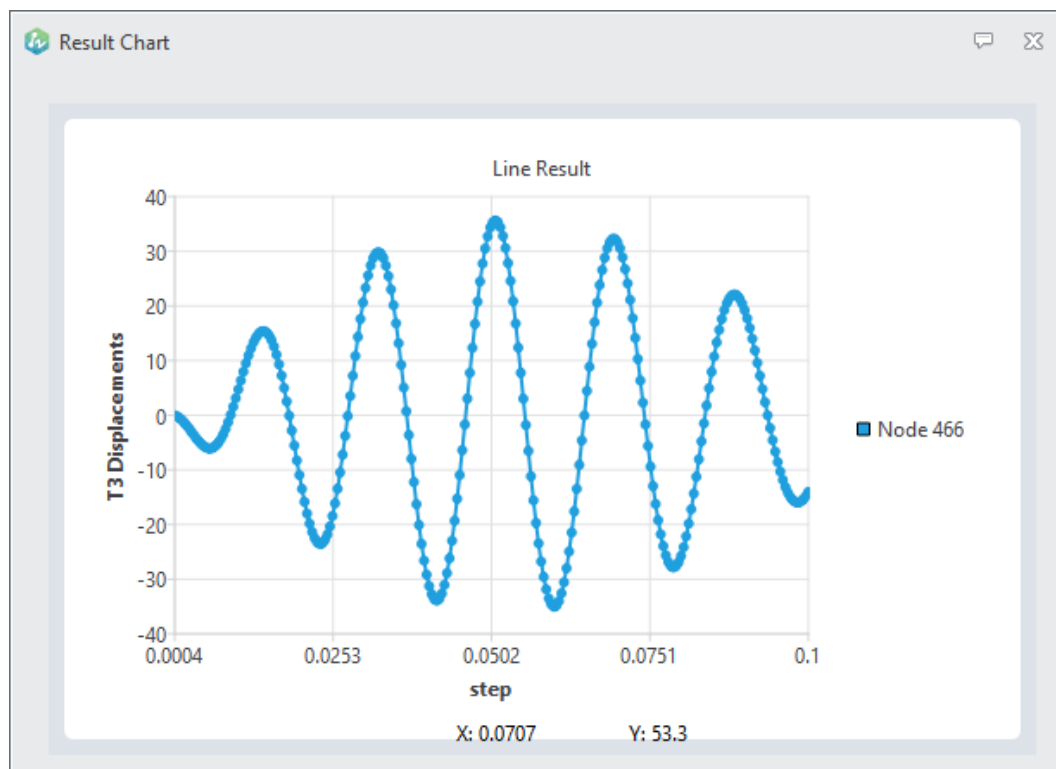 Result Chart
Line Result
40
30
20
10
0
-10
-20
-30
-40
T3 Displacements
Node 466
0.0004 0.0253 0.0502 0.0751 0.1
step
X: 0.0707 Y: 53.3